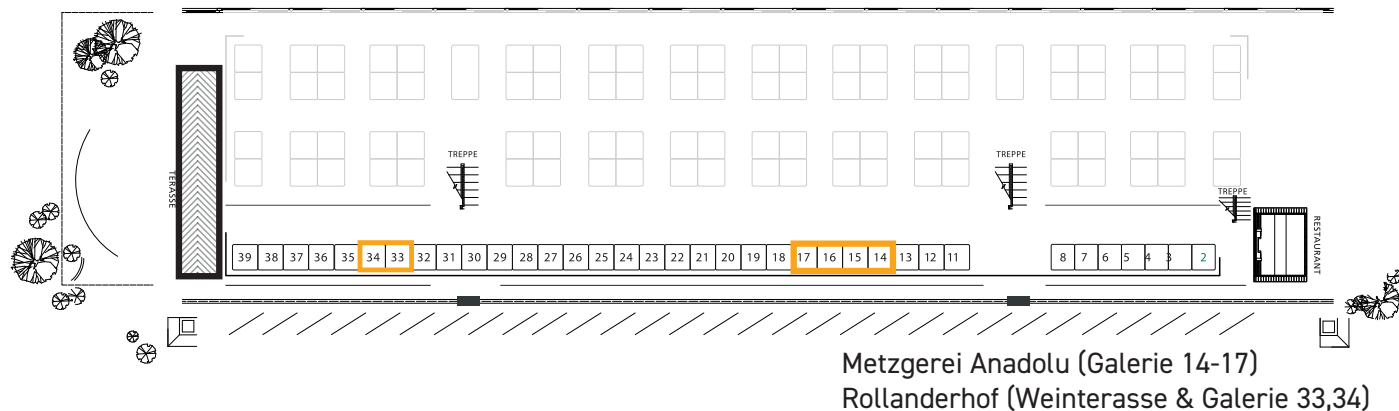 TREPPE
TREPPE
TERASSE
TREPPE
RESTAURANT
39 38 37 36 35 34 33 32 31 30 29 28 27 26 25 24 23 22 21 20 19 18 17 16 15 14 13 12 11 8 7 6 5 4 3 2
Metzgerei Anadolu (Galerie 14-17)
Rollanderhof (Weinterasse & Galerie 33,34)